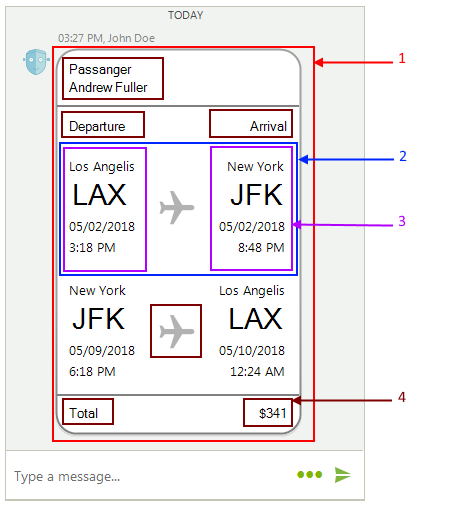 TODAY
03:27 PM, John Doe
Passanger
Andrew Fuller
Departure Arrival
Los Angelis New York
LAX JFK
05/02/2018 05/02/2018
3:18 PM 8:48 PM
New York Los Angelis
JFK LAX
05/09/2018 05/10/2018
6:18 PM 12:24 AM
Total $341
Type a message...
1
2
3
4